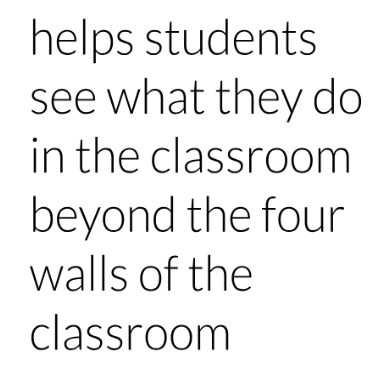 helps students
see what they do
in the classroom
beyond the four
walls of the
classroom